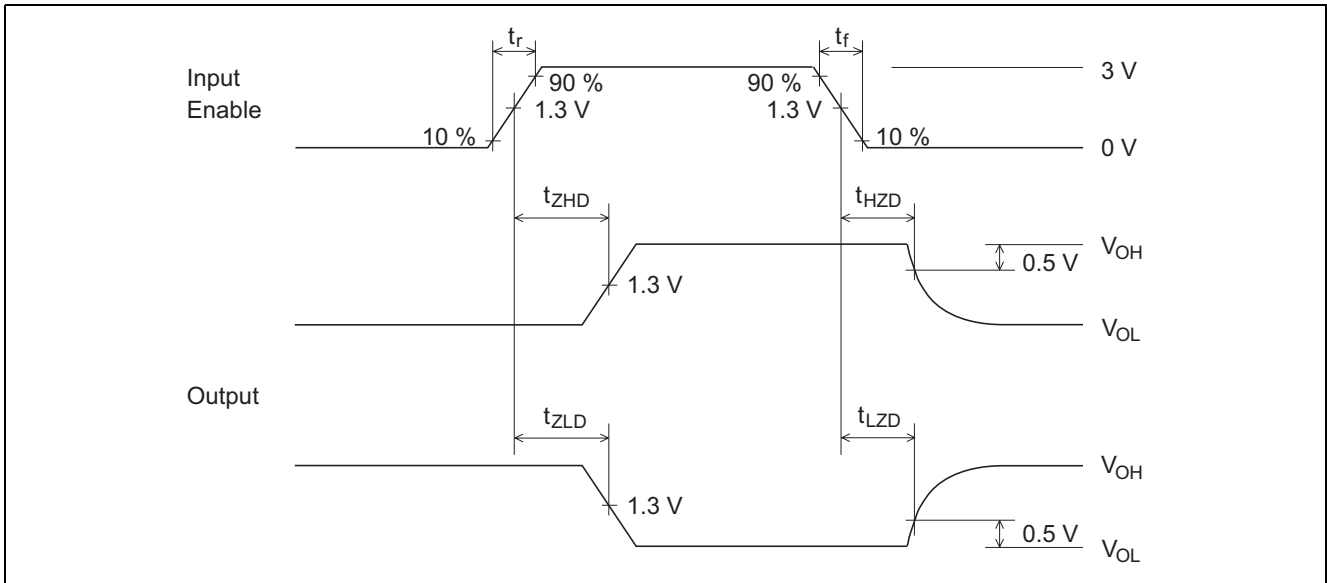 tr
tf
Input
Enable
90 %
90 %
3 V
1.3 V
1.3 V
10 %
10 %
0 V
tZHD
tHZD
VOH
0.5 V
1.3 V
VOL
Output
tZLD
tLZD
VOH
1.3 V
0.5 V
VOL